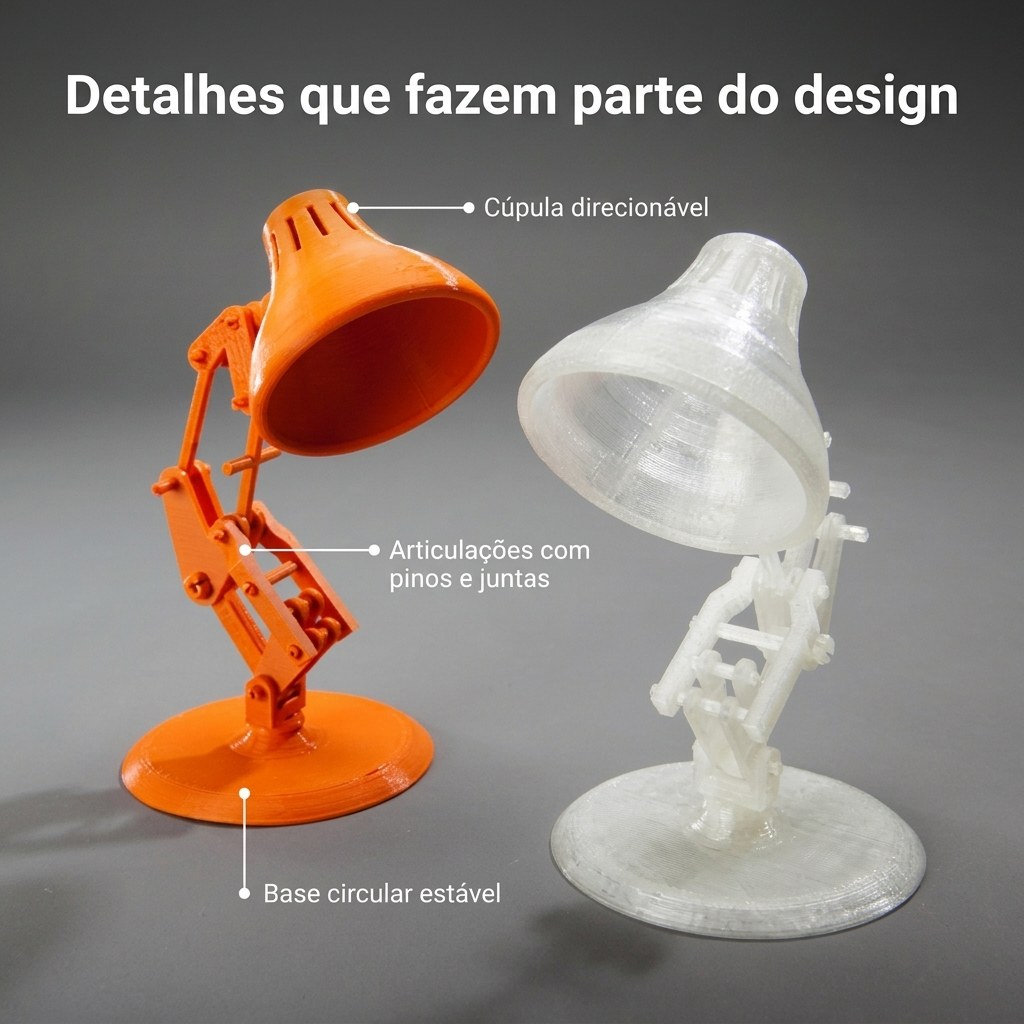 Detalhes que fazem parte do design
Cúpula direcionável
Articulações com
pinos e juntas
Base circular estável